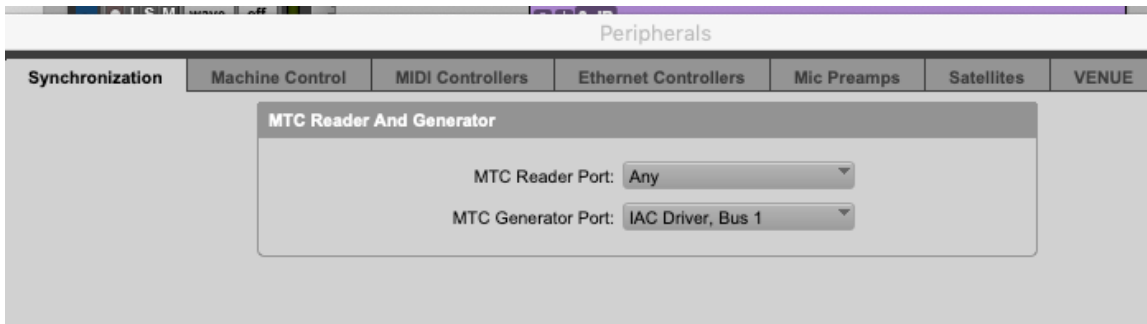 Peripherals
Synchronization Machine Control MIDI Controllers Ethernet Controllers Mic Preamps Satellites VENUE
MTC Reader And Generator
MTC Reader Port: Any
MTC Generator Port: IAC Driver, Bus 1